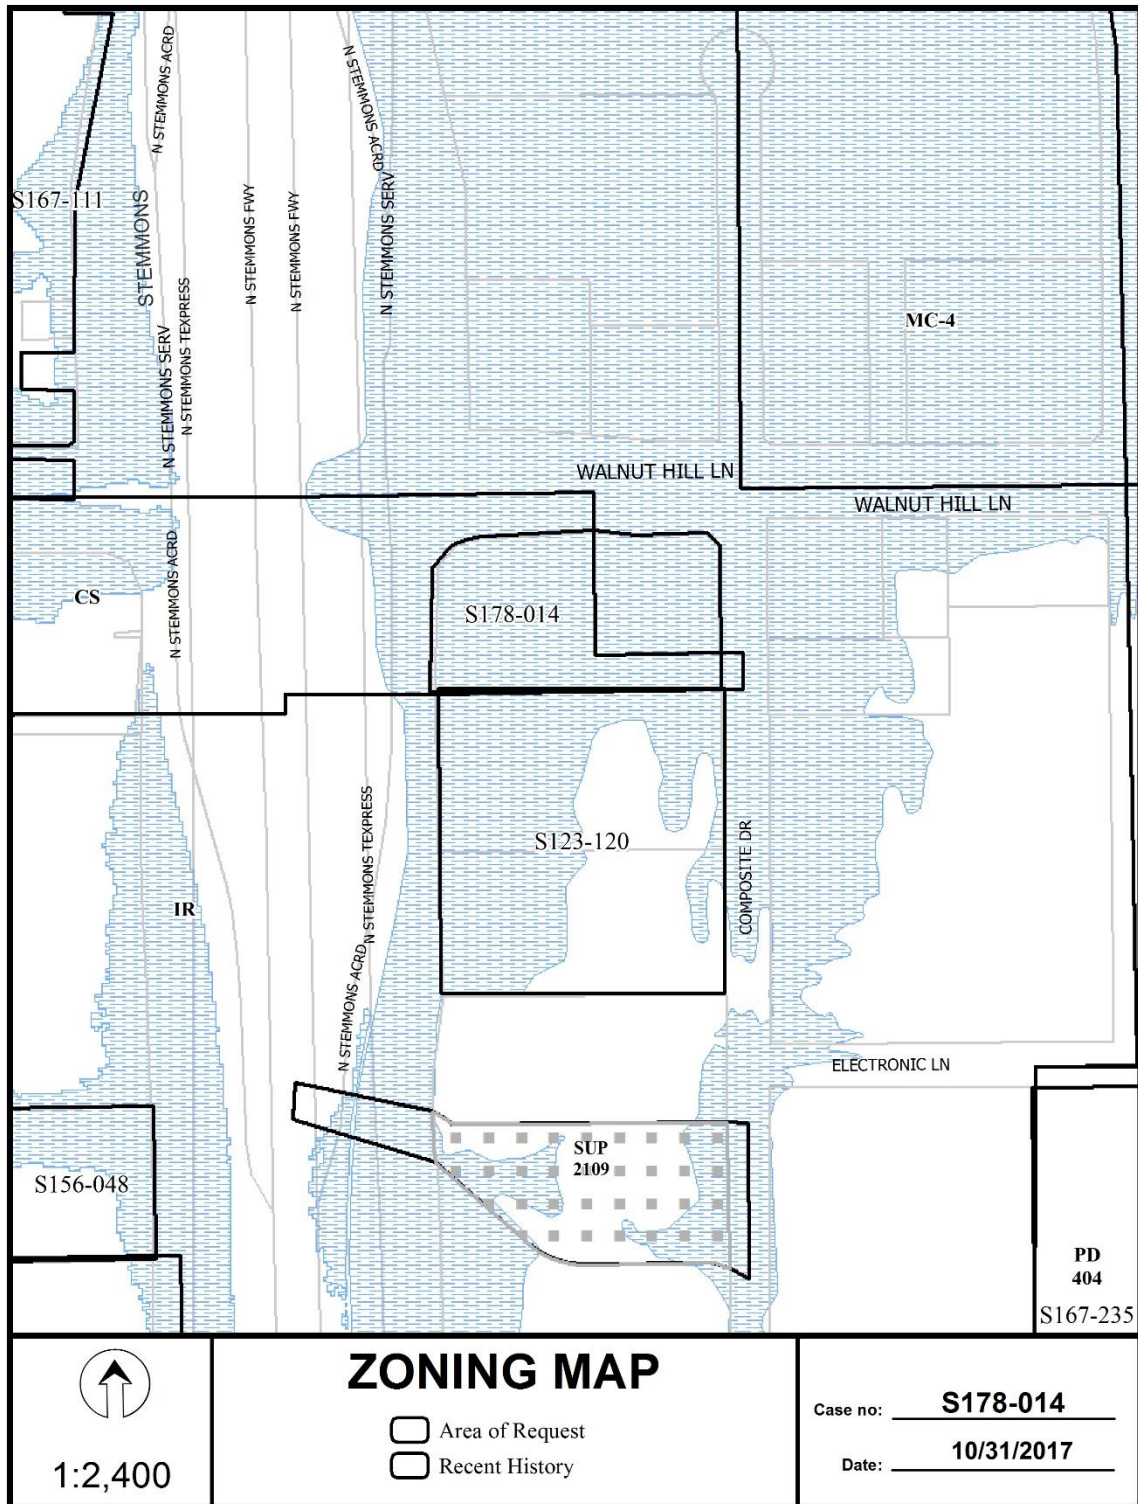 N STEMMONS ACRD
N STEMMONS ACRD
S167-111
STEMMONS
N STEMMONS FWY
N STEMMONS FWY
N STEMMONS SERV
N STEMMONS TEXPRESS
MC-4
N STEMMONS SERV
WALNUT HILL LN
WALNUT HILL LN
N STEMMONS ACRD
CS
S178-014
N STEMMONS TEXPRESS
S123-120
COMPOSITE DR
IR
N STEMMONS ACRD
ELECTRONIC LN
SUP
2109
S156-048
PD
404
S167-235
1:2,400
ZONING MAP
Area of Request
Recent History
Case no: S178-014
Date: 10/31/2017